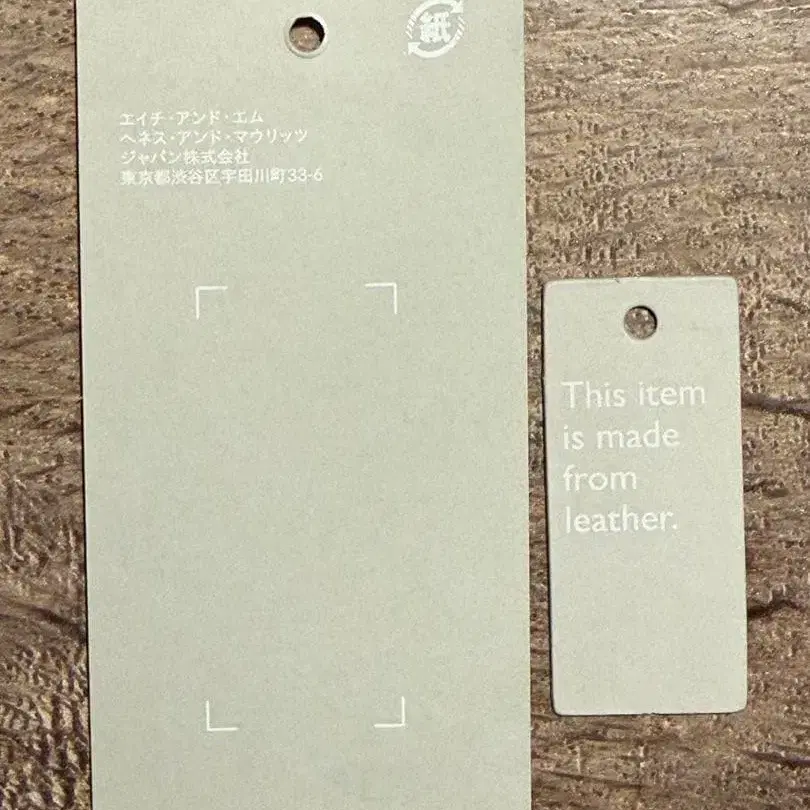 紙
エイチ・アンド・エム
ヘネス・アンド・マウリッツ
ジャパン株式会社
東京都渋谷区宇田川町33-6
This item
is made
from
leather.